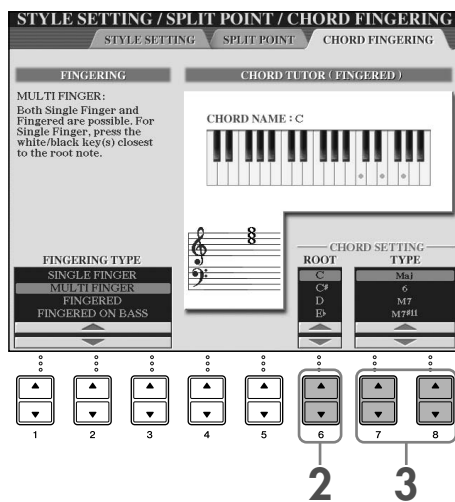 STYLE SETTING / SPLIT POINT / CHORD FINGERING
STYLE SETTING
SPLIT POINT
CHORD FINGERING
FINGERING
CHORD TUTOR ( FINGERED )
MULTI FINGER:
Both Single Finger and
Fingered are possible. For
Single Finger, press the
white/black key(s) closest
to the root note.
CHORD NAME : C
CHORD SETTING
FINGERING TYPE
ROOT
TYPE
SINGLE FINGER
MULTI FINGER
FINGERED
FINGERED ON BASS
C
C♯
D
E♭
Maj
6
M7
M7♯11
1
2
3
4
5
6
7
8
2
3